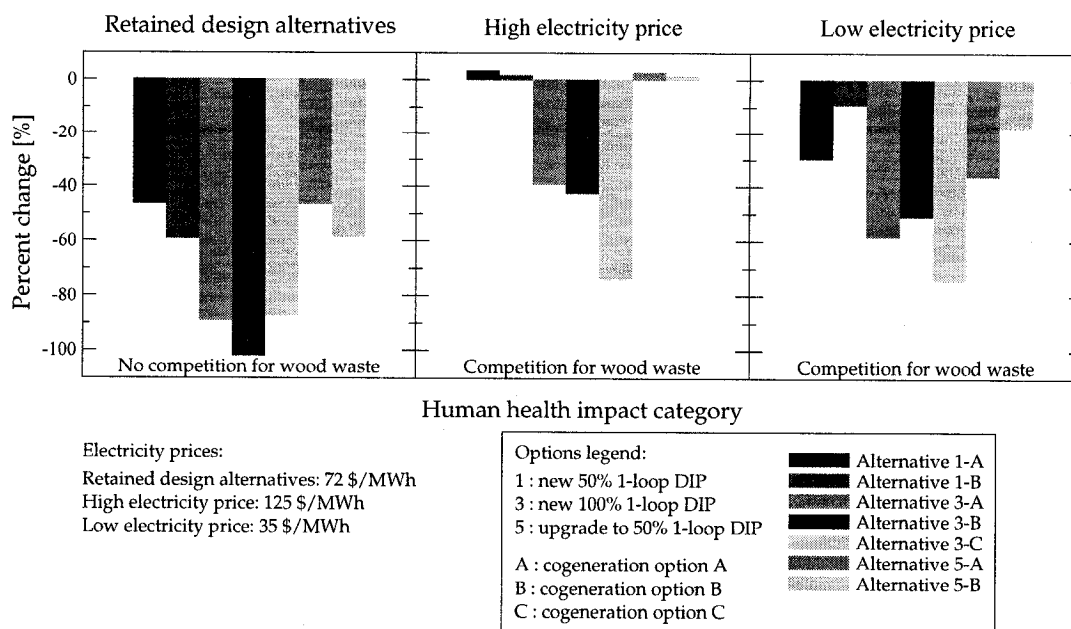 Retained design alternatives
High electricity price
Low electricity price
Percent change [%]
0
-20
-40
-60
-80
-100
No competition for wood waste
Competition for wood waste
Competition for wood waste
Human health impact category
Electricity prices:
Retained design alternatives: 72 $/MWh
High electricity price: 125 $/MWh
Low electricity price: 35 $/MWh
Options legend:
1 : new 50% 1-loop DIP
3 : new 100% 1-loop DIP
5 : upgrade to 50% 1-loop DIP
A : cogeneration option A
B : cogeneration option B
C : cogeneration option C
Alternative 1-A
Alternative 1-B
Alternative 3-A
Alternative 3-B
Alternative 3-C
Alternative 5-A
Alternative 5-B